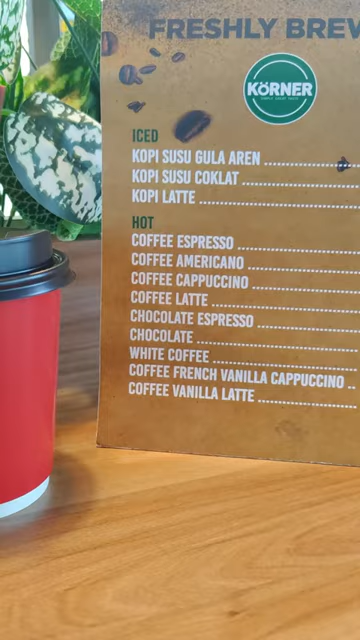 FRESHLY BREW
KÖRNER
ICED
KOPI SUSU GULA AREN
KOPI SUSU COKLAT
KOPI LATTE
HOT
COFFEE ESPRESSO
COFFEE AMERICANO
COFFEE CAPPUCCINO
COFFEE LATTE
CHOCOLATE ESPRESSO
CHOCOLATE
WHITE COFFEE
COFFEE FRENCH VANILLA CAPPUCCINO
COFFEE VANILLA LATTE